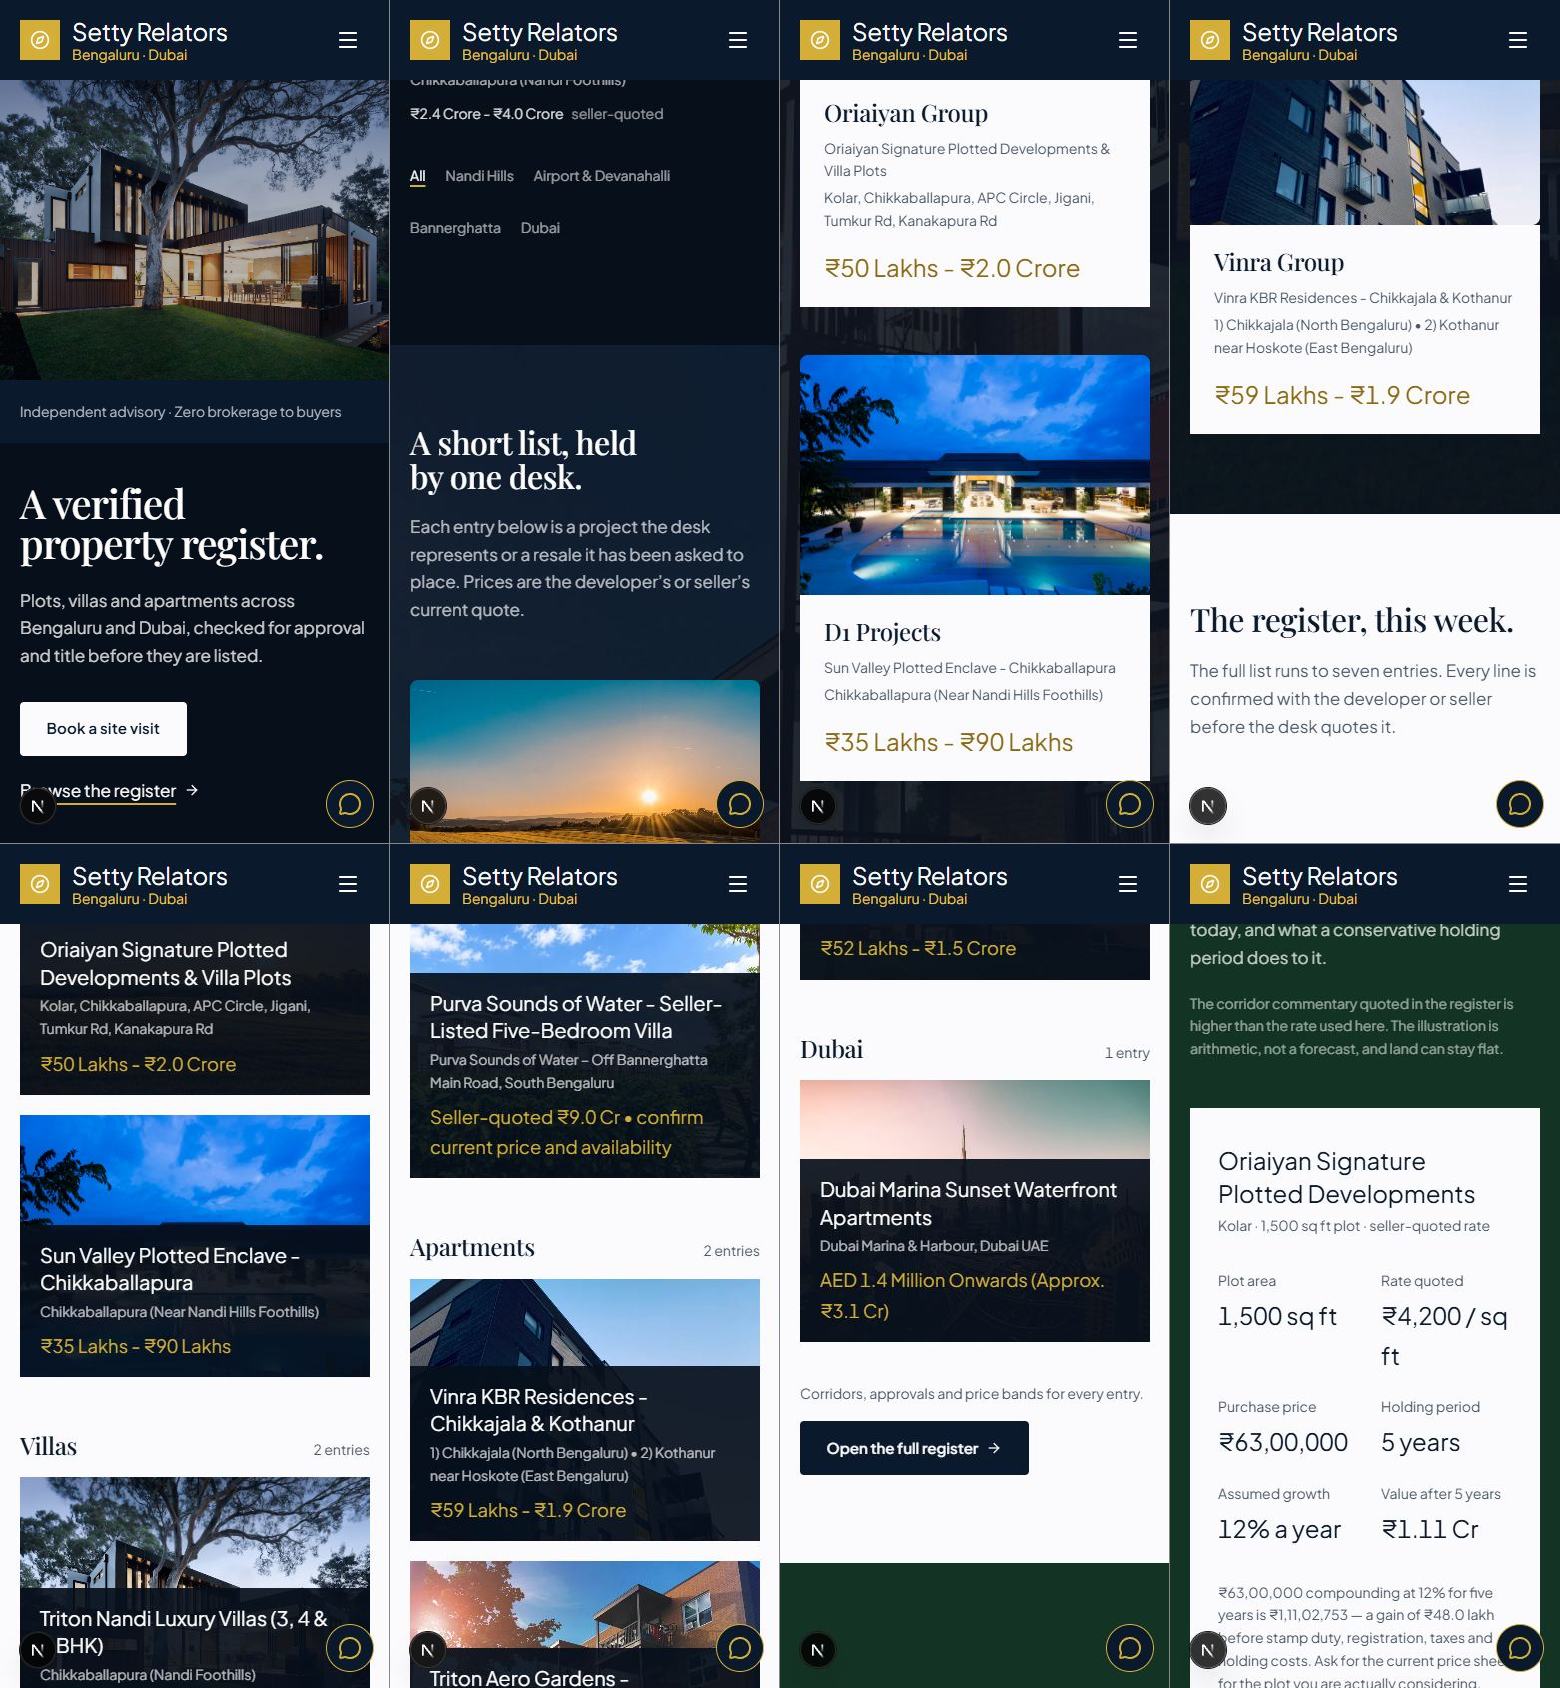 Setty Relators
Bengaluru · Dubai
Independent advisory · Zero brokerage to buyers
A verified
property register.
Plots, villas and apartments across
Bengaluru and Dubai, checked for approval
and title before they are listed.
Book a site visit
wse the register →
N
Setty Relators
Bengaluru · Dubai
Chikkaballapura (Nandi Foothills)
₹2.4 Crore - ₹4.0 Crore seller-quoted
All Nandi Hills Airport & Devanahalli
Bannerghatta Dubai
A short list, held
by one desk.
Each entry below is a project the desk
represents or a resale it has been asked to
place. Prices are the developer's or seller's
current quote.
N
Setty Relators
Bengaluru · Dubai
Oriaiyan Group
Oriaiyan Signature Plotted Developments &
Villa Plots
Kolar, Chikkaballapura, APC Circle, Jigani,
Tumkur Rd, Kanakapura Rd
₹50 Lakhs - ₹2.0 Crore
D1 Projects
Sun Valley Plotted Enclave - Chikkaballapura
Chikkaballapura (Near Nandi Hills Foothills)
₹35 Lakhs - ₹90 Lakhs
N
Setty Relators
Bengaluru · Dubai
Vinra Group
Vinra KBR Residences - Chikkajala & Kothanur
1) Chikkajala (North Bengaluru) • 2) Kothanur
near Hoskote (East Bengaluru)
₹59 Lakhs - ₹1.9 Crore
The register, this week.
The full list runs to seven entries. Every line is
confirmed with the developer or seller
before the desk quotes it.
N
Setty Relators
Bengaluru · Dubai
Oriaiyan Signature Plotted
Developments & Villa Plots
Kolar, Chikkaballapura, APC Circle, Jigani,
Tumkur Rd, Kanakapura Rd
₹50 Lakhs - ₹2.0 Crore
Sun Valley Plotted Enclave -
Chikkaballapura
Chikkaballapura (Near Nandi Hills Foothills)
₹35 Lakhs - ₹90 Lakhs
Villas 2 entries
Triton Nandi Luxury Villas (3, 4 &
BHK)
Chikkaballapura (Nandi Foothills)
N
Setty Relators
Bengaluru · Dubai
Purva Sounds of Water - Seller-
Listed Five-Bedroom Villa
Purva Sounds of Water – Off Bannerghatta
Main Road, South Bengaluru
Seller-quoted ₹9.0 Cr • confirm
current price and availability
Apartments 2 entries
Vinra KBR Residences -
Chikkajala & Kothanur
1) Chikkajala (North Bengaluru) • 2) Kothanur
near Hoskote (East Bengaluru)
₹59 Lakhs - ₹1.9 Crore
Triton Aero Gardens -
N
Setty Relators
Bengaluru · Dubai
₹52 Lakhs - ₹1.5 Crore
Dubai 1 entry
Dubai Marina Sunset Waterfront
Apartments
Dubai Marina & Harbour, Dubai UAE
AED 1.4 Million Onwards (Approx.
₹3.1 Cr)
Corridors, approvals and price bands for every entry.
Open the full register →
N
Setty Relators
Bengaluru · Dubai
today, and what a conservative holding
period does to it.
The corridor commentary quoted in the register is
higher than the rate used here. The illustration is
arithmetic, not a forecast, and land can stay flat.
Oriaiyan Signature
Plotted Developments
Kolar · 1,500 sq ft plot · seller-quoted rate
Plot area Rate quoted
1,500 sq ft ₹4,200 / sq
ft
Purchase price Holding period
₹63,00,000 5 years
Assumed growth Value after 5 years
12% a year ₹1.11 Cr
₹63,00,000 compounding at 12% for five
years is ₹1,11,02,753 — a gain of ₹48.0 lakh
before stamp duty, registration, taxes and
holding costs. Ask for the current price
for the plot you are actually considering.
N